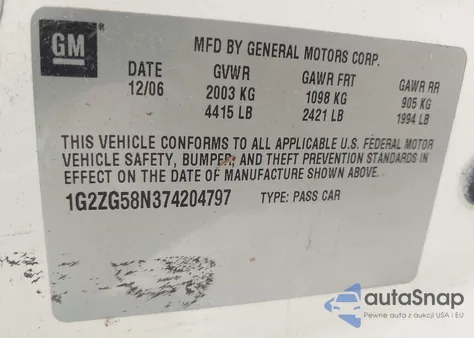 GM
MFD BY GENERAL MOTORS CORP.
DATE GVWR GAWR FRT GAWR RR
12/06 2003 KG 1098 KG 905 KG
4415 LB 2421 LB 1994 LB
THIS VEHICLE CONFORMS TO ALL APPLICABLE U.S. FEDERAL MOTOR
VEHICLE SAFETY, BUMPER, AND THEFT PREVENTION STANDARDS IN
EFFECT ON THE DATE OF MANUFACTURE SHOWN ABOVE.
1G2ZG58N374204797 TYPE: PASS CAR
autaSnap
Pewne auta z aukcji USA i EU